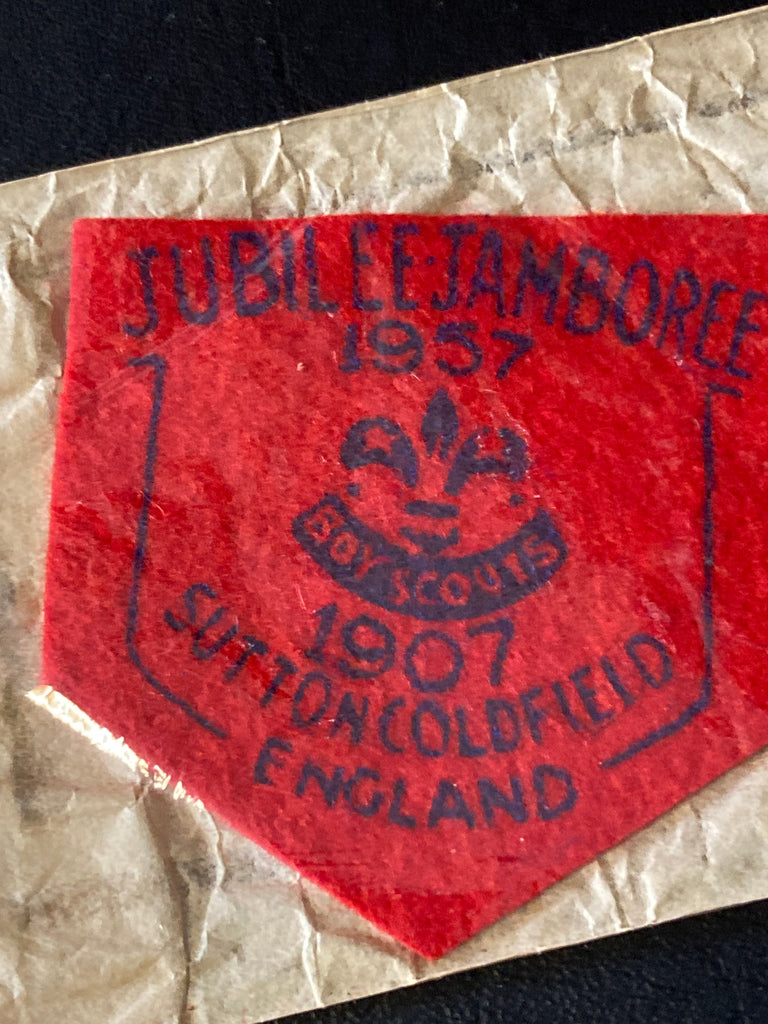 JUBILEE·JAMBOREE
1957
BOY SCOUTS
1907
SUTTON COLDFIELD
ENGLAND